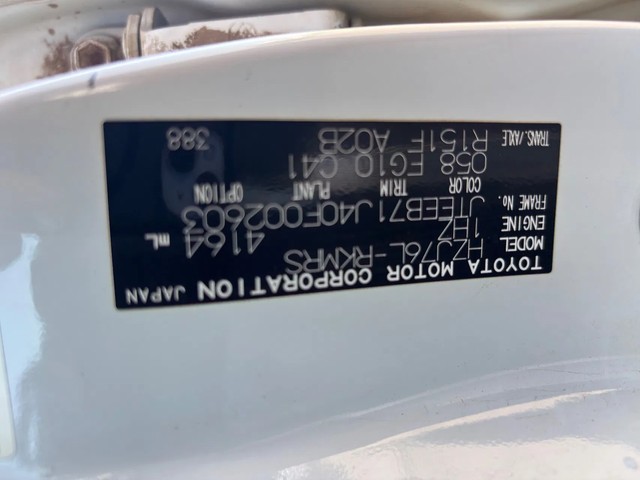 TOYOTA MOTOR CORPORATION JAPAN
MODEL HZJ76L-RKMRS
ENGINE 1HZ 4164 mL
FRAME No. JTEEB71J40F002603
COLOR TRIM PLANT OPTION
058 FG10 C41
TRANS./AXLE R151F A02B
388